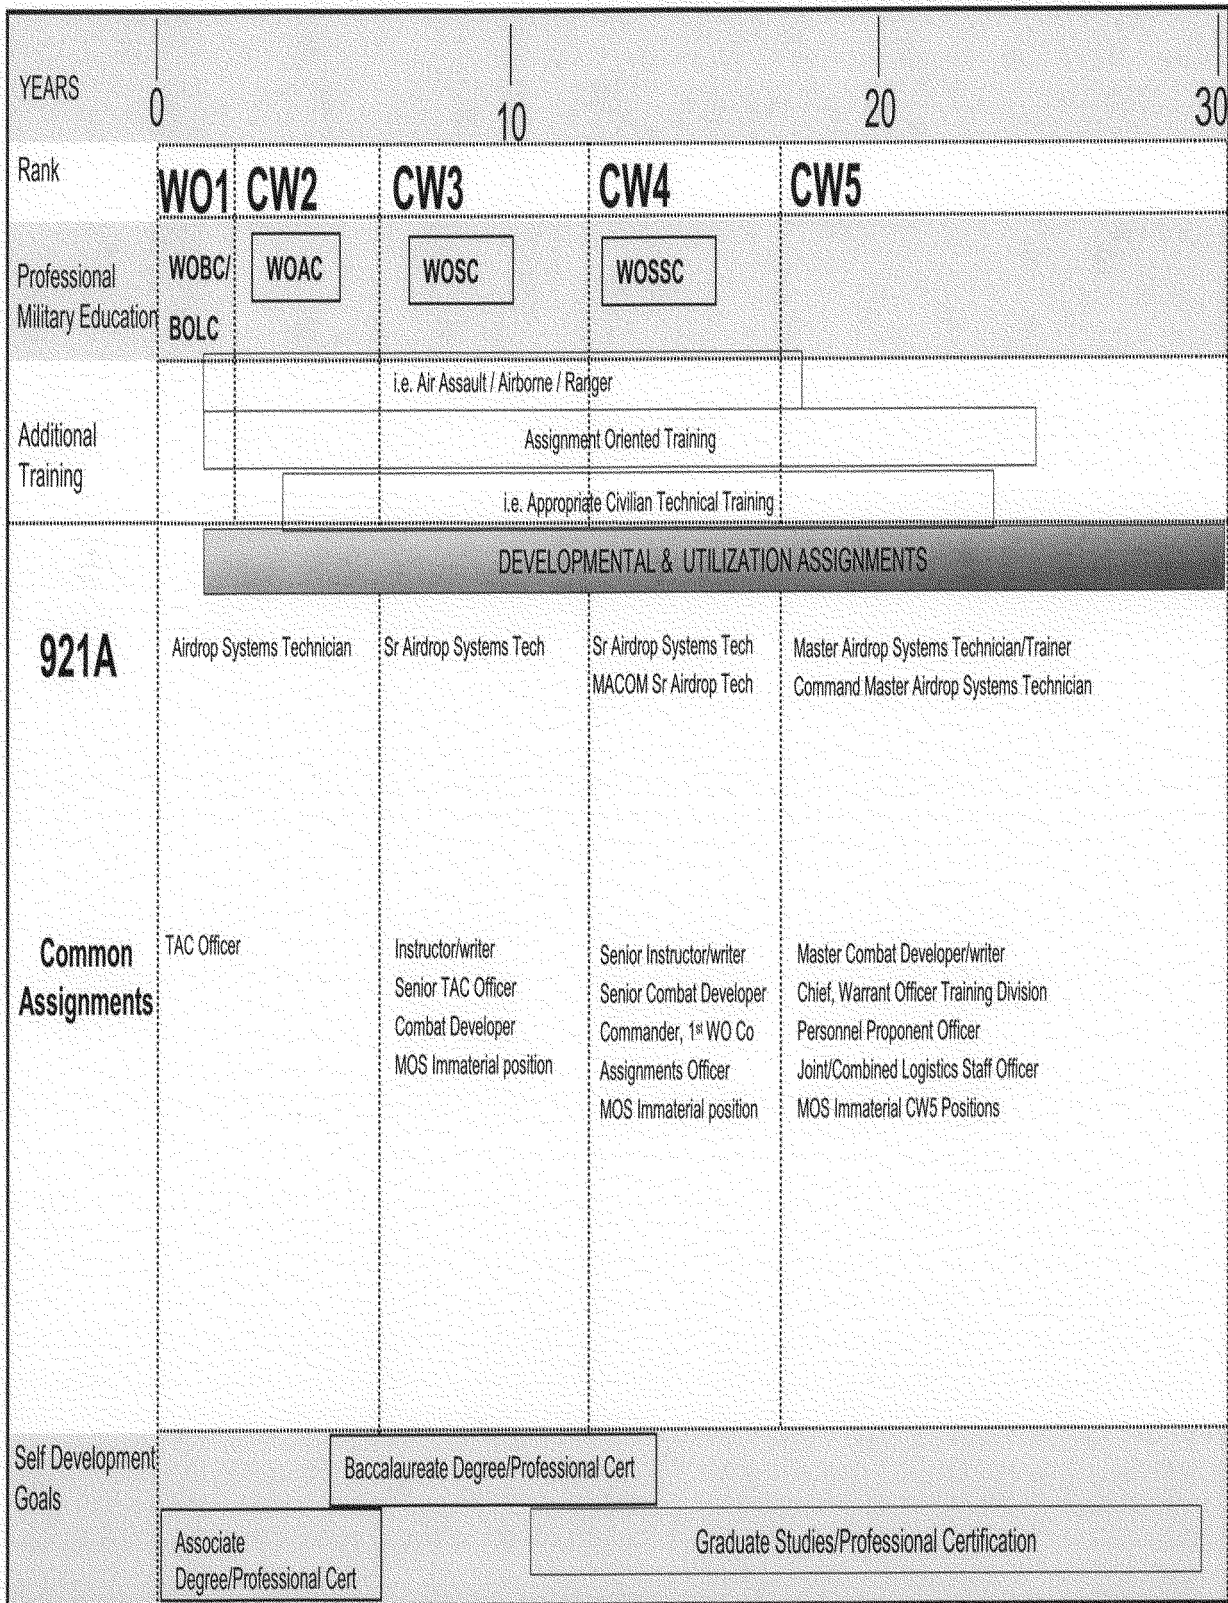 YEARS
0
10
20
30
Rank
WO1
CW2
CW3
CW4
CW5
Professional
Military Education
WOBC/
BOLC
WOAC
WOSC
WOSSC
Additional
Training
i.e. Air Assault / Airborne / Ranger
Assignment Oriented Training
i.e. Appropriate Civilian Technical Training
DEVELOPMENTAL & UTILIZATION ASSIGNMENTS
921A
Airdrop Systems Technician
Sr Airdrop Systems Tech
Sr Airdrop Systems Tech
MACOM Sr Airdrop Tech
Master Airdrop Systems Technician/Trainer
Command Master Airdrop Systems Technician
Common
Assignments
TAC Officer
Instructor/writer
Senior TAC Officer
Combat Developer
MOS Immaterial position
Senior Instructor/writer
Senior Combat Developer
Commander, 1st WO Co
Assignments Officer
MOS Immaterial position
Master Combat Developer/writer
Chief, Warrant Officer Training Division
Personnel Proponent Officer
Joint/Combined Logistics Staff Officer
MOS Immaterial CW5 Positions
Self Development
Goals
Baccalaureate Degree/Professional Cert
Associate
Degree/Professional Cert
Graduate Studies/Professional Certification